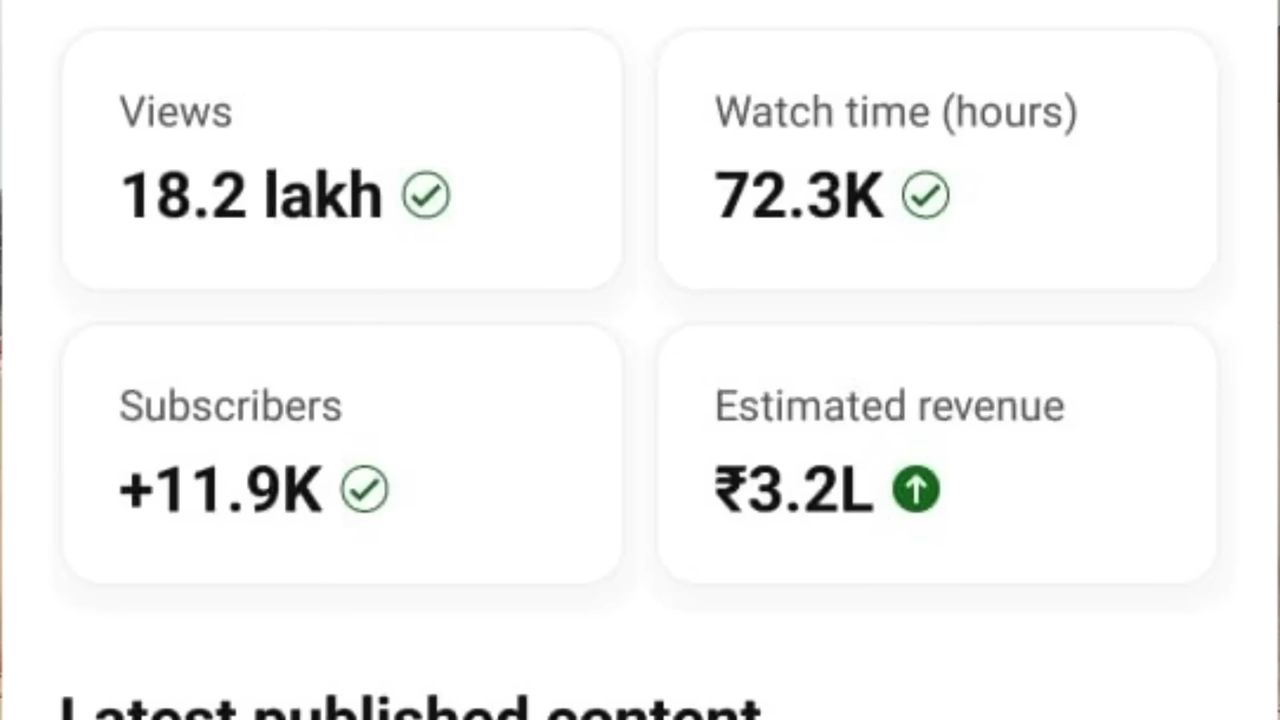 Views
18.2 lakh
Watch time (hours)
72.3K
Subscribers
+11.9K
Estimated revenue
₹3.2L
Latest published content